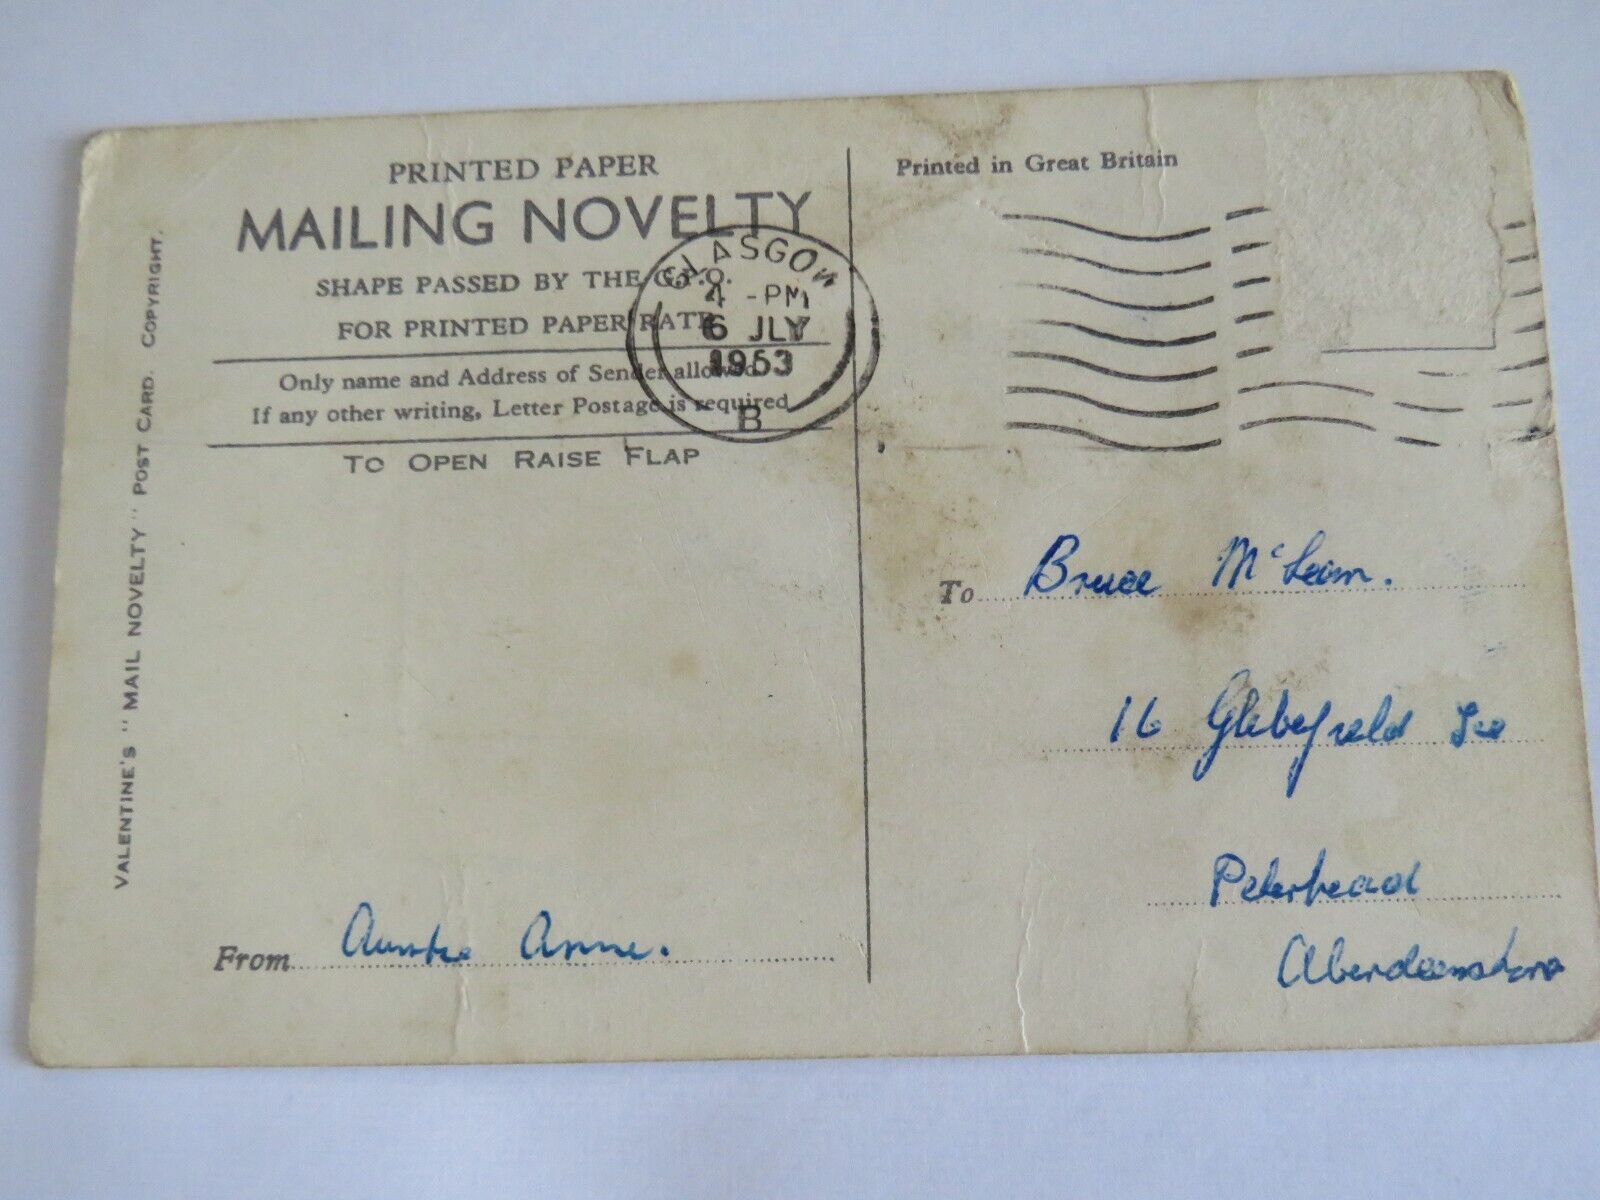 PRINTED PAPER
MAILING NOVELTY
SHAPE PASSED BY THE G.P.O.
FOR PRINTED PAPER RATE
Only name and Address of Sender allowed.
If any other writing, Letter Postage is required
TO OPEN RAISE FLAP
VALENTINE'S "MAIL NOVELTY" POST CARD. COPYRIGHT.
From Auntie Anne.
GLASGOW
4 - PM
6 JLY
1953
B
Printed in Great Britain
To Bruce McLean.
16 Glebefield
Peterhead
Aberdeenshire